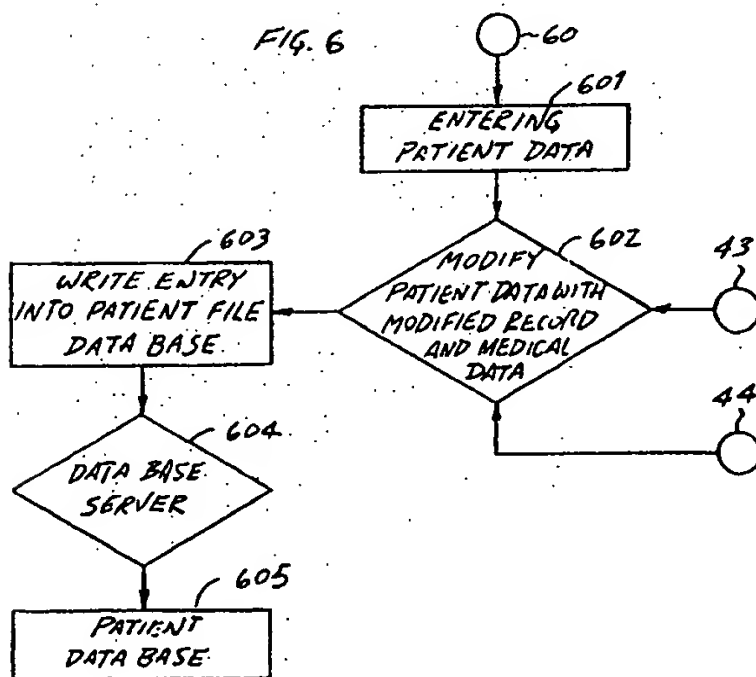 FIG. 6
60
601
ENTERING
PATIENT DATA
602
MODIFY
PATIENT DATA WITH
MODIFIED RECORD
AND MEDICAL
DATA
43
44
603
WRITE ENTRY
INTO PATIENT FILE
DATA BASE
604
DATA BASE
SERVER
605
PATIENT
DATA BASE